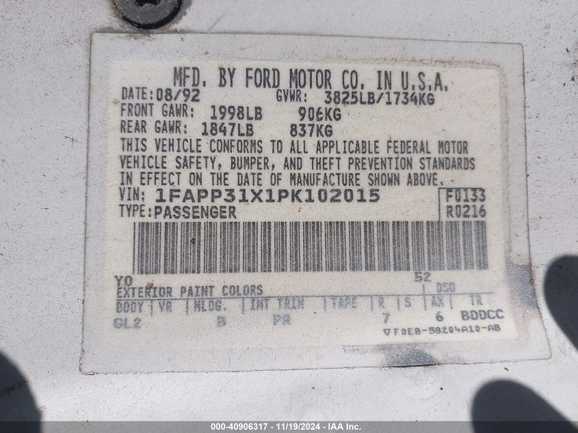 MFD. BY FORD MOTOR CO. IN U.S.A.
DATE: 08/92 GVWR: 3825LB/1734KG
FRONT GAWR: 1998LB 906KG
REAR GAWR: 1847LB 837KG
THIS VEHICLE CONFORMS TO ALL APPLICABLE FEDERAL MOTOR
VEHICLE SAFETY, BUMPER, AND THEFT PREVENTION STANDARDS
IN EFFECT ON THE DATE OF MANUFACTURE SHOWN ABOVE.
VIN: 1FAPP31X1PK102015 F0133
TYPE: PASSENGER R0216
YO 52
EXTERIOR PAINT COLORS DSO
BODY VR MLDG. INT TRIM TAPE R S AX TR
GL2 B PR 7 6 BDDCC
000-40906317 - 11/19/2024 - IAA Inc.